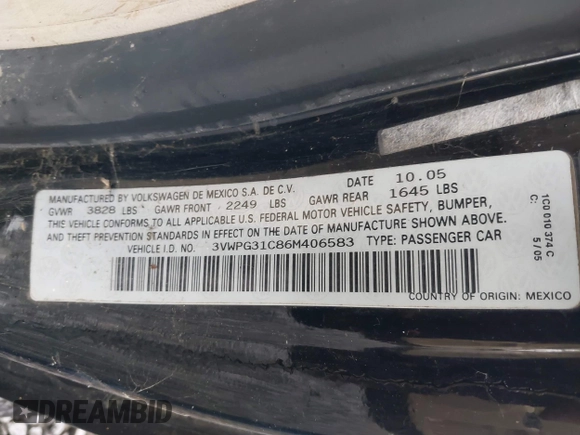 MANUFACTURED BY VOLKSWAGEN DE MEXICO S.A. DE C.V. DATE 10.05
GVWR 3828 LBS GAWR FRONT 2249 LBS GAWR REAR 1645 LBS
THIS VEHICLE CONFORMS TO ALL APPLICABLE U.S. FEDERAL MOTOR VEHICLE SAFETY, BUMPER,
AND THEFT PREVENTION STANDARDS IN EFFECT ON THE DATE OF MANUFACTURE SHOWN ABOVE.
VEHICLE I.D. NO. 3VWPG31C86M406583 TYPE: PASSENGER CAR
COUNTRY OF ORIGIN: MEXICO
1C0 010 374 C
C. 5/05
DREAMBID